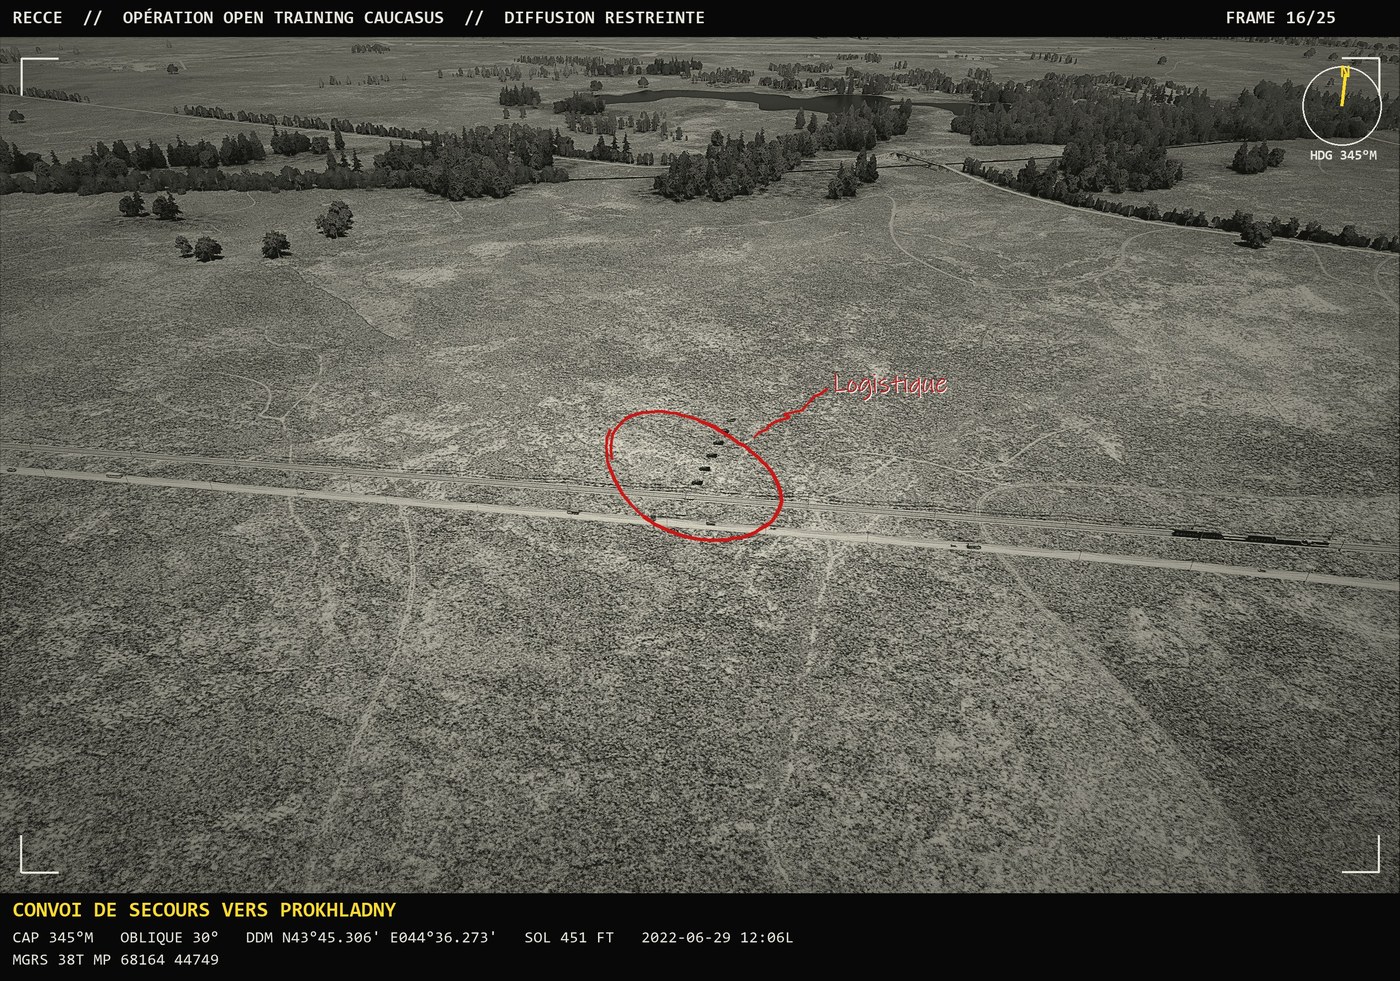 RECCE // OPÉRATION OPEN TRAINING CAUCASUS // DIFFUSION RESTREINTE
FRAME 16/25
N
HDG 345°M
Logistique
CONVOI DE SECOURS VERS PROKHLADNY
CAP 345°M OBLIQUE 30° DDM N43°45.306' E044°36.273' SOL 451 FT 2022-06-29 12:06L
MGRS 38T MP 68164 44749